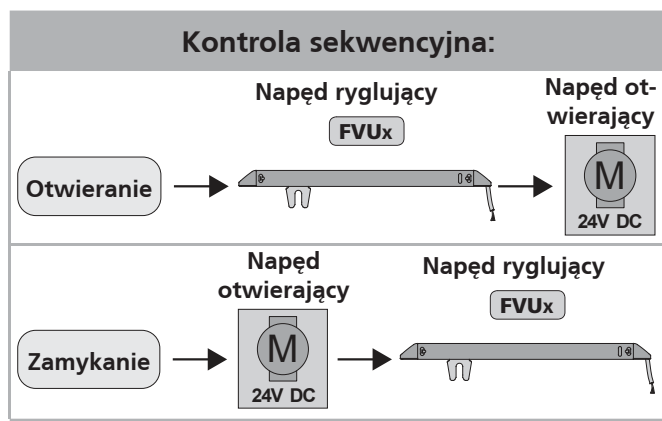 Kontrola sekwencyjna:
Napęd ryglujący
FVUx
Napęd ot-
wierający
Otwieranie
M
24V DC
Napęd
otwierający
Napęd ryglujący
FVUx
Zamykanie
M
24V DC